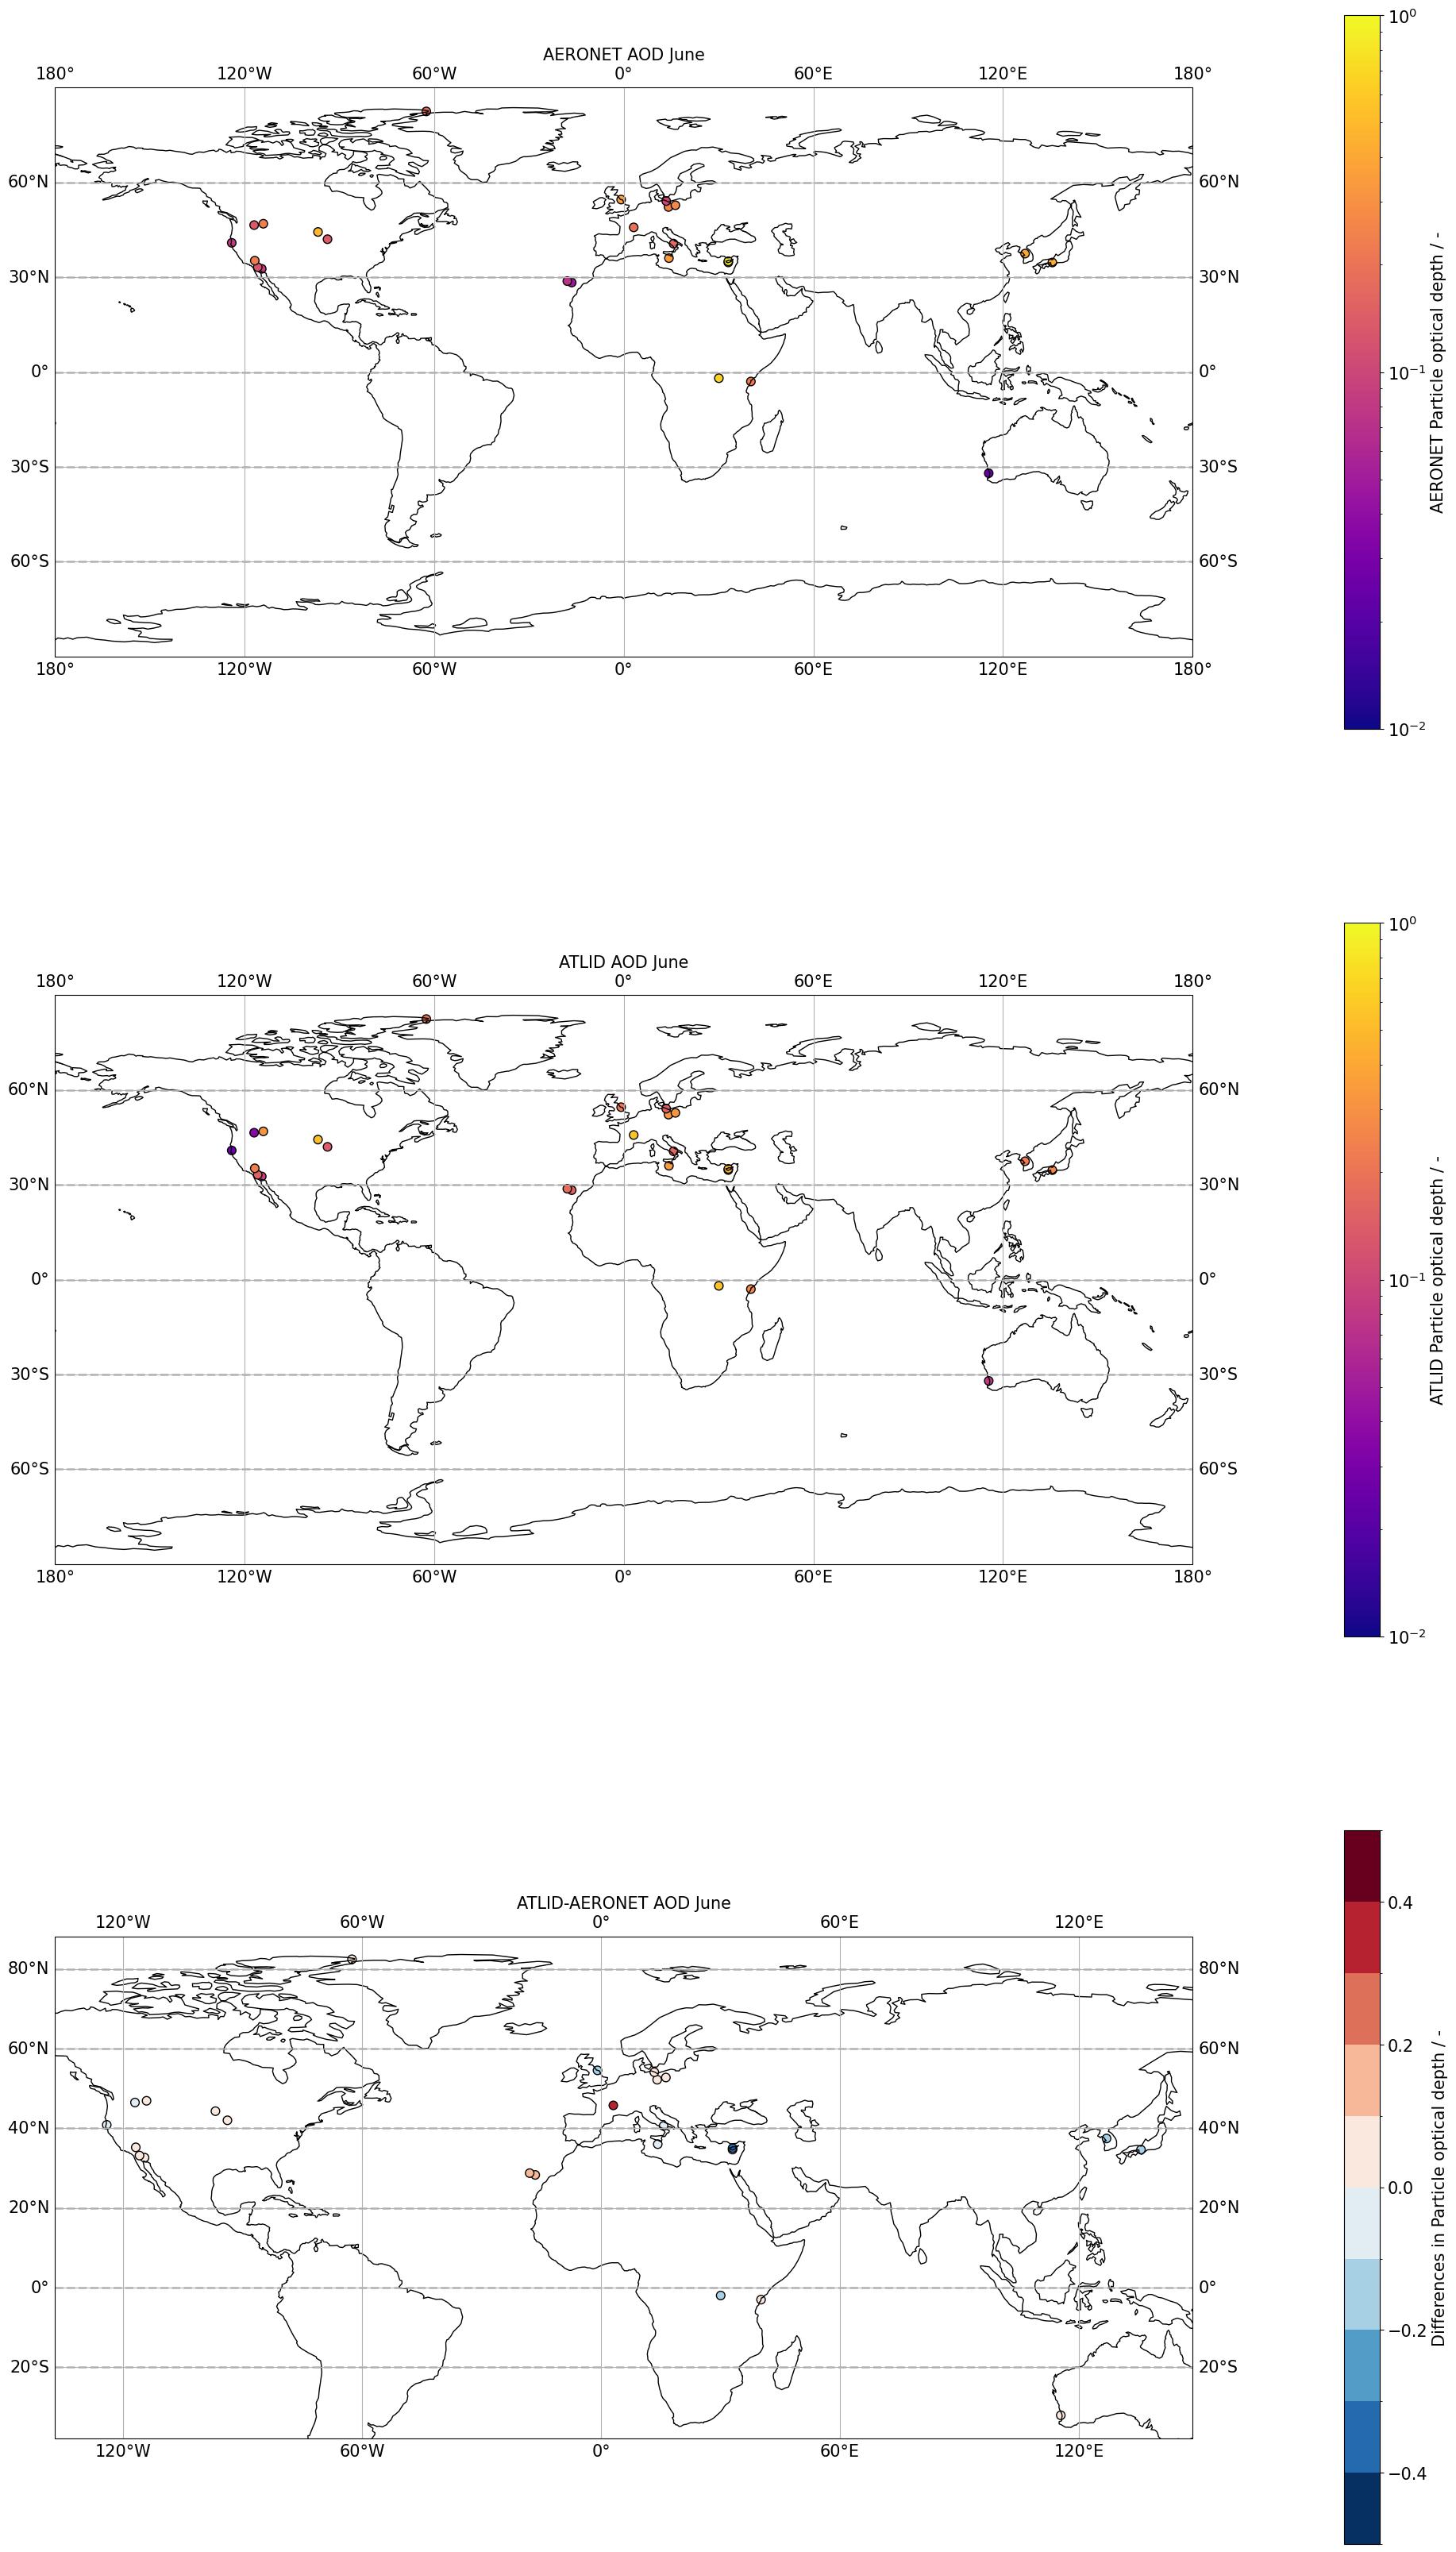 AERONET AOD June
180° 120°W 60°W 0° 60°E 120°E 180°
60°N 60°N
30°N 30°N
0° 0°
30°S 30°S
60°S 60°S
180° 120°W 60°W 0° 60°E 120°E 180°
10⁰
10⁻¹
10⁻²
AERONET Particle optical depth / -
ATLID AOD June
180° 120°W 60°W 0° 60°E 120°E 180°
60°N 60°N
30°N 30°N
0° 0°
30°S 30°S
60°S 60°S
180° 120°W 60°W 0° 60°E 120°E 180°
10⁰
10⁻¹
10⁻²
ATLID Particle optical depth / -
ATLID-AERONET AOD June
120°W 60°W 0° 60°E 120°E
80°N 80°N
60°N 60°N
40°N 40°N
20°N 20°N
0° 0°
20°S 20°S
120°W 60°W 0° 60°E 120°E
0.4
0.2
0.0
−0.2
−0.4
Differences in Particle optical depth / -